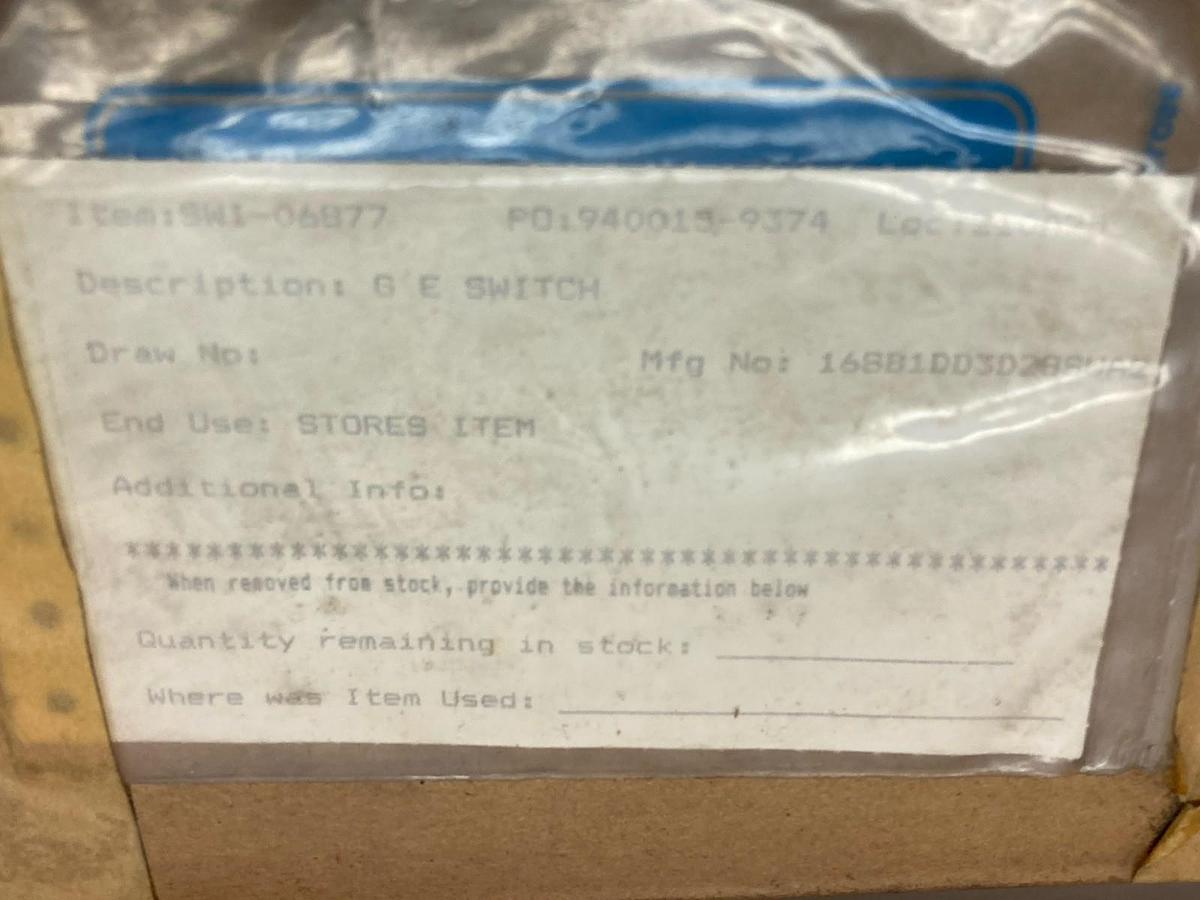 Item:SWI-06877 PO:940015-9374
Description: G E SWITCH
Draw No: Mfg No:
End Use: STORES ITEM
Additional Info:
************************************************
When removed from stock, provide the information below
Quantity remaining in stock:
Where was Item Used: